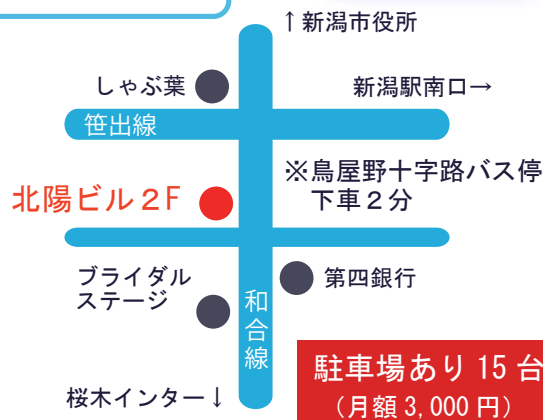 ↑新潟市役所
しゃぶ葉
新潟駅南口→
笹出線
※鳥屋野十字路バス停
下車２分
北陽ビル２F
ブライダル
ステージ
第四銀行
和合線
駐車場あり 15 台
（月額 3,000 円）
桜木インター↓